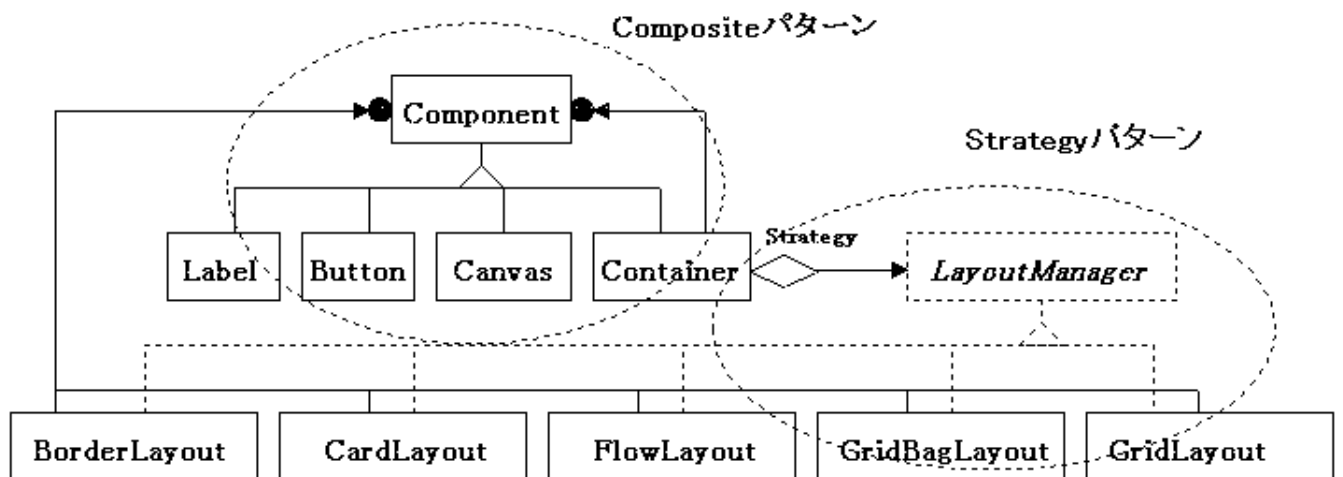 Compositeパターン
Component
Strategyパターン
Label
Button
Canvas
Container
Strategy
LayoutManager
BorderLayout
CardLayout
FlowLayout
GridBagLayout
GridLayout